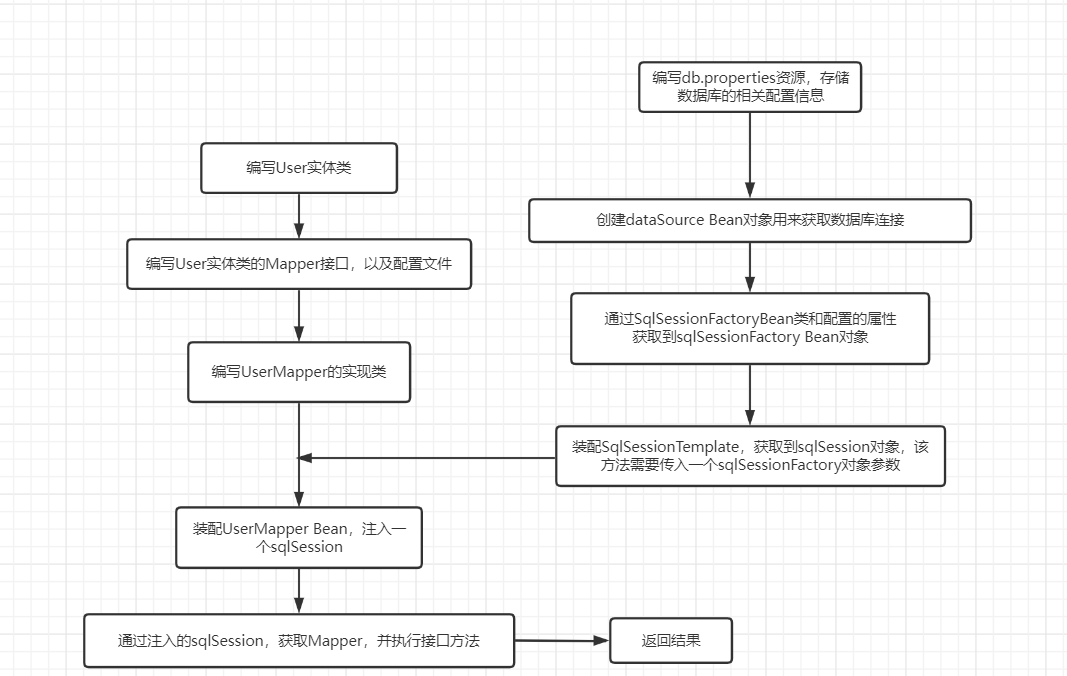 编写db.properties资源，存储
数据库的相关配置信息
编写User实体类
创建dataSource Bean对象用来获取数据库连接
编写User实体类的Mapper接口，以及配置文件
通过SqlSessionFactoryBean类和配置的属性
获取到sqlSessionFactory Bean对象
编写UserMapper的实现类
装配SqlSessionTemplate，获取到sqlSession对象，该
方法需要传入一个sqlSessionFactory对象参数
装配UserMapper Bean，注入一
个sqlSession
通过注入的sqlSession，获取Mapper，并执行接口方法
返回结果